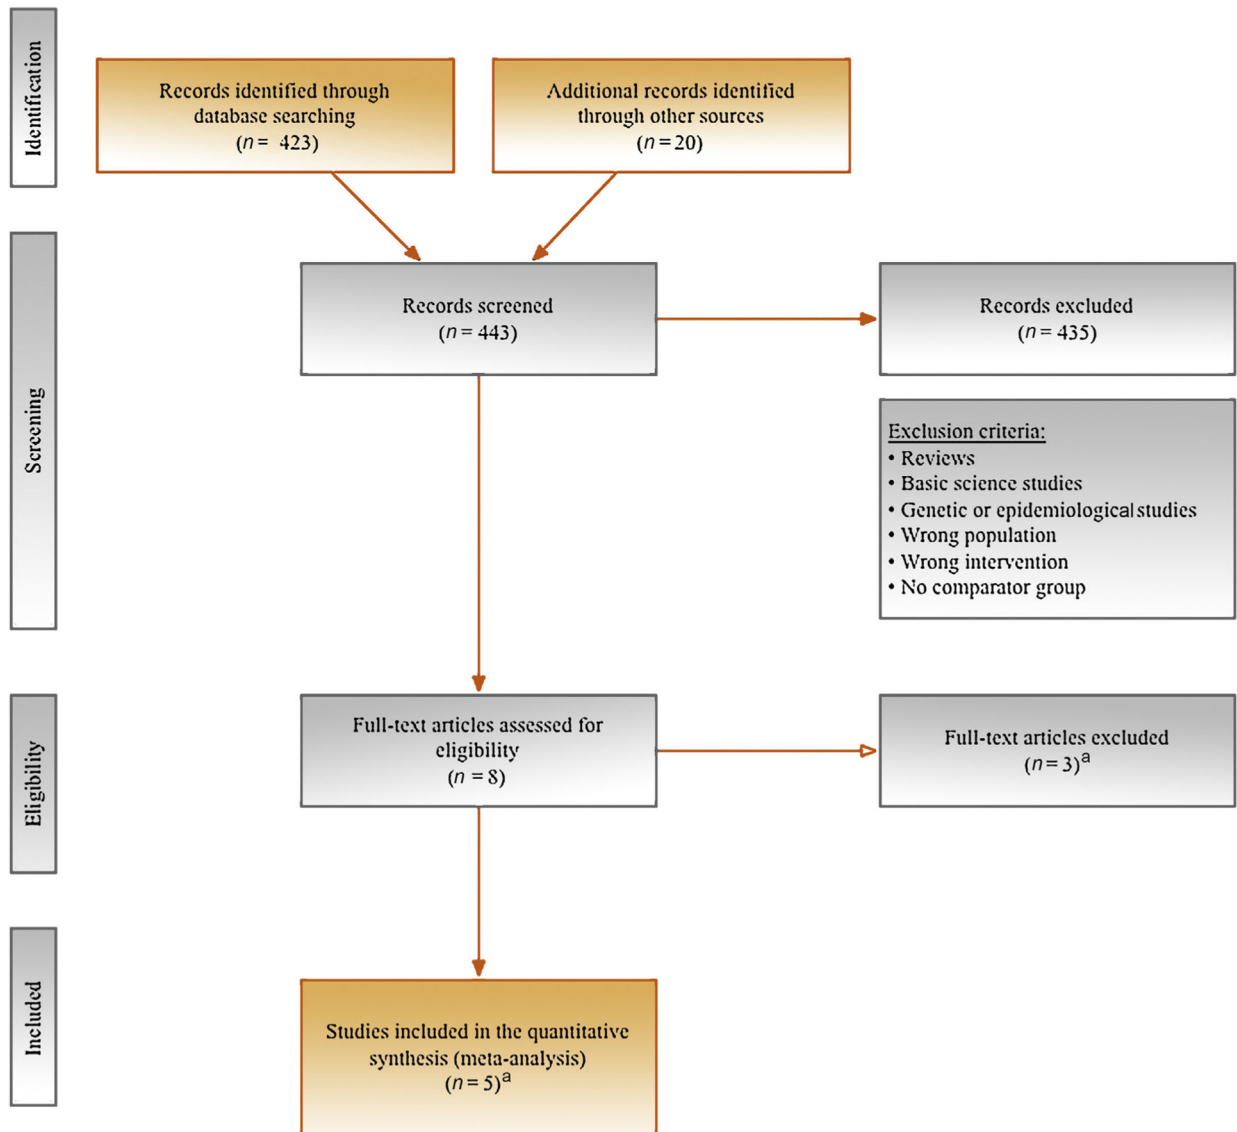 Identification
Records identified through
database searching
(n = 423)
Additional records identified
through other sources
(n = 20)
Screening
Records screened
(n = 443)
Records excluded
(n = 435)
Exclusion criteria:
• Reviews
• Basic science studies
• Genetic or epidemiological studies
• Wrong population
• Wrong intervention
• No comparator group
Eligibility
Full-text articles assessed for
eligibility
(n = 8)
Full-text articles excluded
(n = 3)a
Included
Studies included in the quantitative
synthesis (meta-analysis)
(n = 5)a